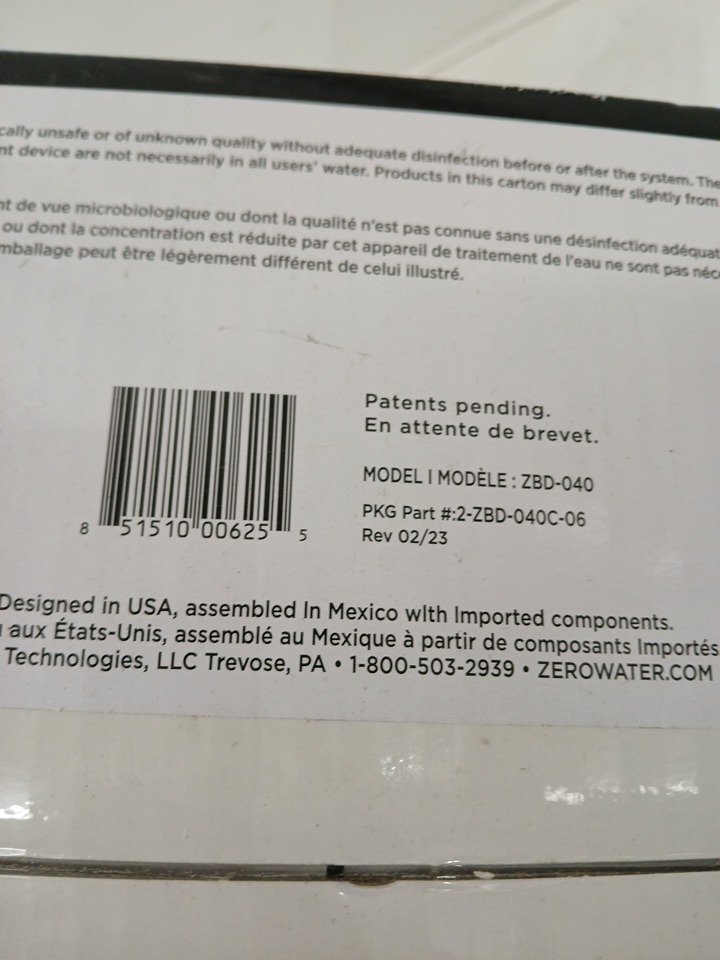 cally unsafe or of unknown quality without adequate disinfection before or after the system. The
nt device are not necessarily in all users' water. Products in this carton may differ slightly from
nt de vue microbiologique ou dont la qualité n'est pas connue sans une désinfection adéquat
ou dont la concentration est réduite par cet appareil de traitement de l'eau ne sont pas néc
mballage peut être légèrement différent de celui illustré.
8 51510 00625 5
Patents pending.
En attente de brevet.
MODEL I MODÈLE : ZBD-040
PKG Part #:2-ZBD-040C-06
Rev 02/23
Designed in USA, assembled In Mexico wIth Imported components.
aux États-Unis, assemblé au Mexique à partir de composants Importés
Technologies, LLC Trevose, PA • 1-800-503-2939 • ZEROWATER.COM